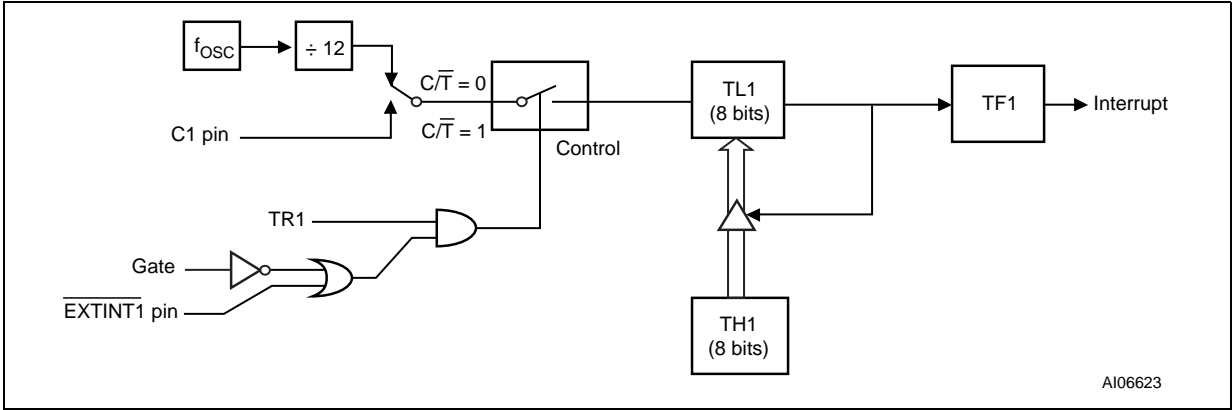 fOSC
÷ 12
C/T̅ = 0
C1 pin
C/T̅ = 1
Control
TL1
(8 bits)
TF1
Interrupt
TR1
Gate
E̅X̅T̅I̅N̅T̅1 pin
TH1
(8 bits)
AI06623